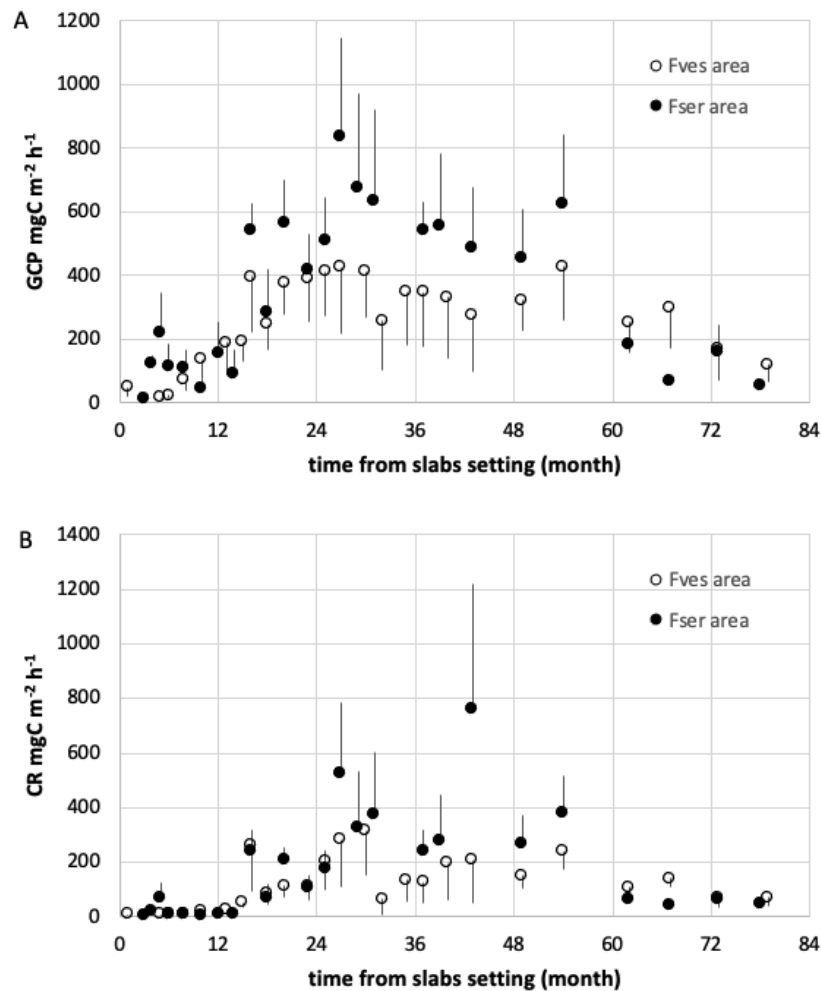 A
1200
1000
800
600
400
200
0
GCP mgC m⁻² h⁻¹
Fves area
Fser area
0 12 24 36 48 60 72 84
time from slabs setting (month)
B
1400
1200
1000
800
600
400
200
0
CR mgC m⁻² h⁻¹
Fves area
Fser area
0 12 24 36 48 60 72 84
time from slabs setting (month)